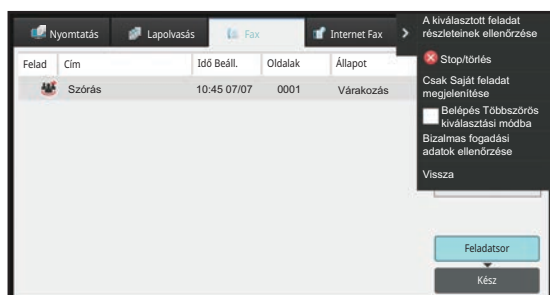 Nyomtatás
Lapolvasás
Fax
Internet Fax
Felad
Cím
Idő Beáll.
Oldalak
Állapot
Szórás
10:45 07/07
0001
Várakozás
A kiválasztott feladat
részleteinek ellenőrzése
Stop/törlés
Csak Saját feladat
megjelenítése
Belépés Többszörös
kiválasztási módba
Bizalmas fogadási
adatok ellenőrzése
Vissza
Feladatsor
Kész